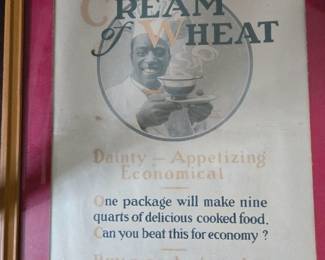 CREAM
of WHEAT
Dainty — Appetizing
Economical
One package will make nine
quarts of delicious cooked food.
Can you beat this for economy?